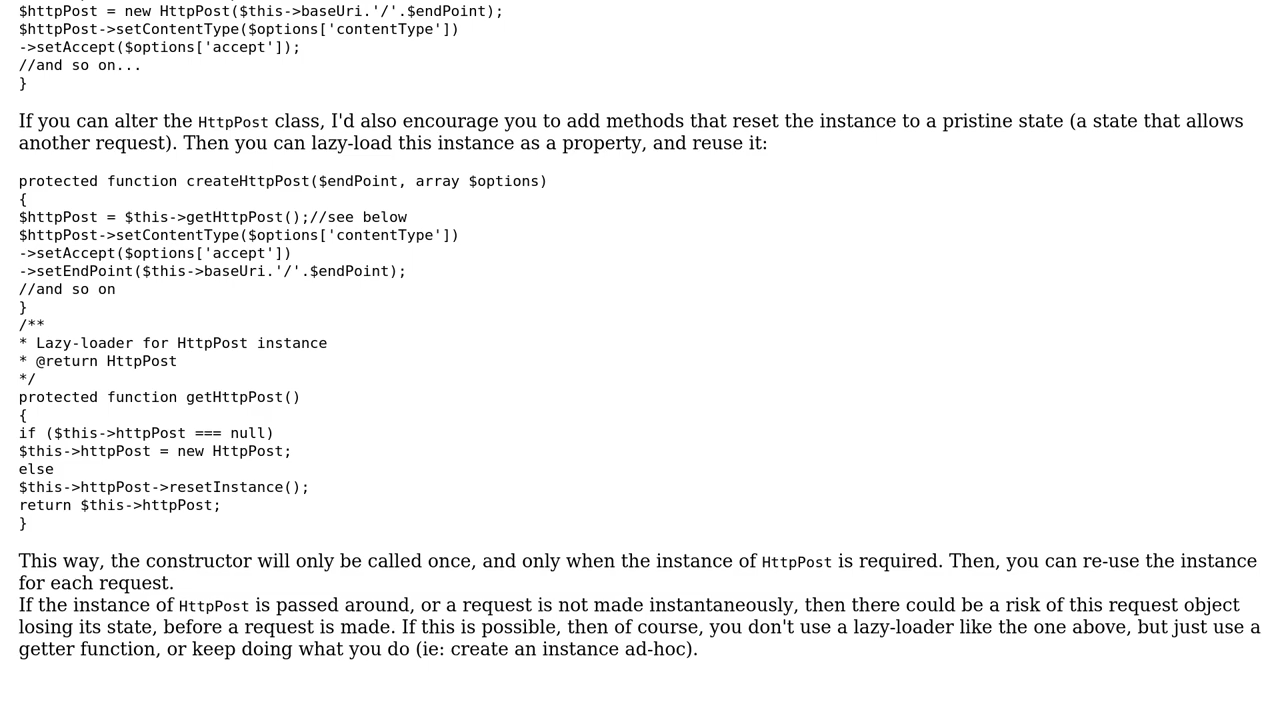 $httpPost = new HttpPost($this->baseUri.'/'.$endPoint);
$httpPost->setContentType($options['contentType'])
->setAccept($options['accept']);
//and so on...
}
If you can alter the HttpPost class, I'd also encourage you to add methods that reset the instance to a pristine state (a state that allows
another request). Then you can lazy-load this instance as a property, and reuse it:
protected function createHttpPost($endPoint, array $options)
{
$httpPost = $this->getHttpPost();//see below
$httpPost->setContentType($options['contentType'])
->setAccept($options['accept'])
->setEndPoint($this->baseUri.'/'.$endPoint);
//and so on
}
/**
* Lazy-loader for HttpPost instance
* @return HttpPost
*/
protected function getHttpPost()
{
if ($this->httpPost === null)
$this->httpPost = new HttpPost;
else
$this->httpPost->resetInstance();
return $this->httpPost;
}
This way, the constructor will only be called once, and only when the instance of HttpPost is required. Then, you can re-use the instance
for each request.
If the instance of HttpPost is passed around, or a request is not made instantaneously, then there could be a risk of this request object
losing its state, before a request is made. If this is possible, then of course, you don't use a lazy-loader like the one above, but just use a
getter function, or keep doing what you do (ie: create an instance ad-hoc).